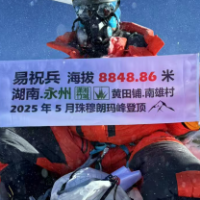 易祝兵 海拔 8848.86 米
湖南.永州 黄田铺.南雄村
2025 年 5 月珠穆朗玛峰登顶